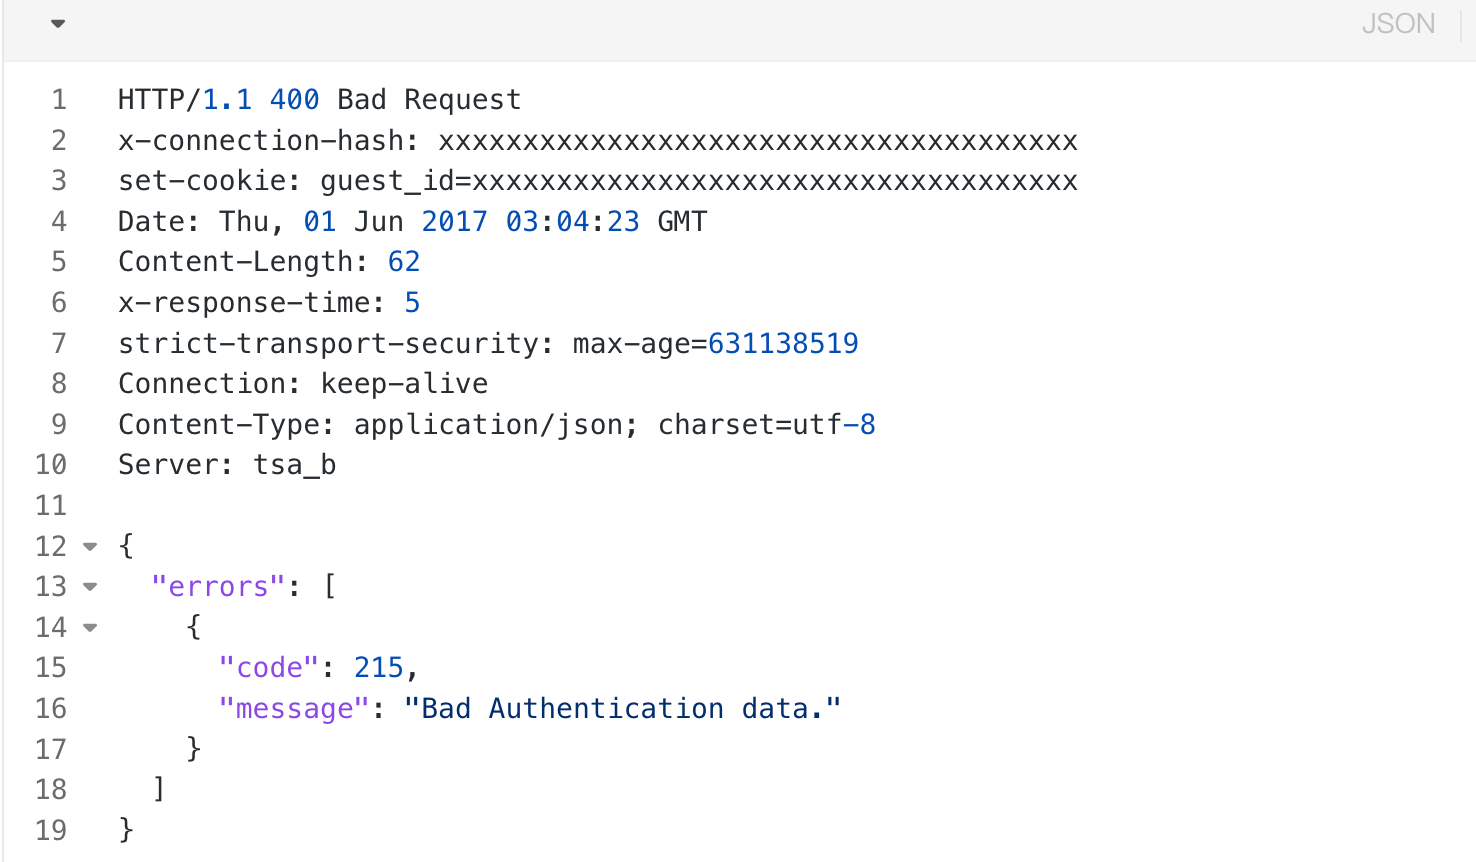 JSON
1 HTTP/1.1 400 Bad Request
2 x-connection-hash: xxxxxxxxxxxxxxxxxxxxxxxxxxxxxxxxxxxxxx
3 set-cookie: guest_id=xxxxxxxxxxxxxxxxxxxxxxxxxxxxxxxxxxxx
4 Date: Thu, 01 Jun 2017 03:04:23 GMT
5 Content-Length: 62
6 x-response-time: 5
7 strict-transport-security: max-age=631138519
8 Connection: keep-alive
9 Content-Type: application/json; charset=utf-8
10 Server: tsa_b
11
12 {
13   "errors": [
14     {
15       "code": 215,
16       "message": "Bad Authentication data."
17     }
18   ]
19 }